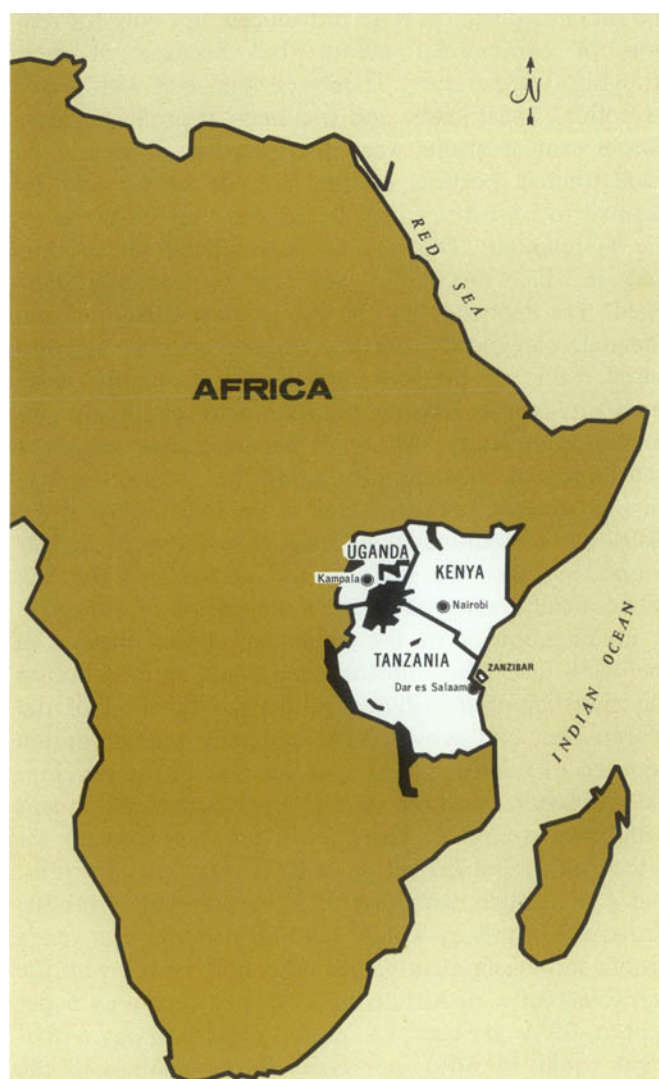 N
RED SEA
AFRICA
UGANDA
Kampala
KENYA
Nairobi
TANZANIA
ZANZIBAR
Dar es Salaam
INDIAN OCEAN